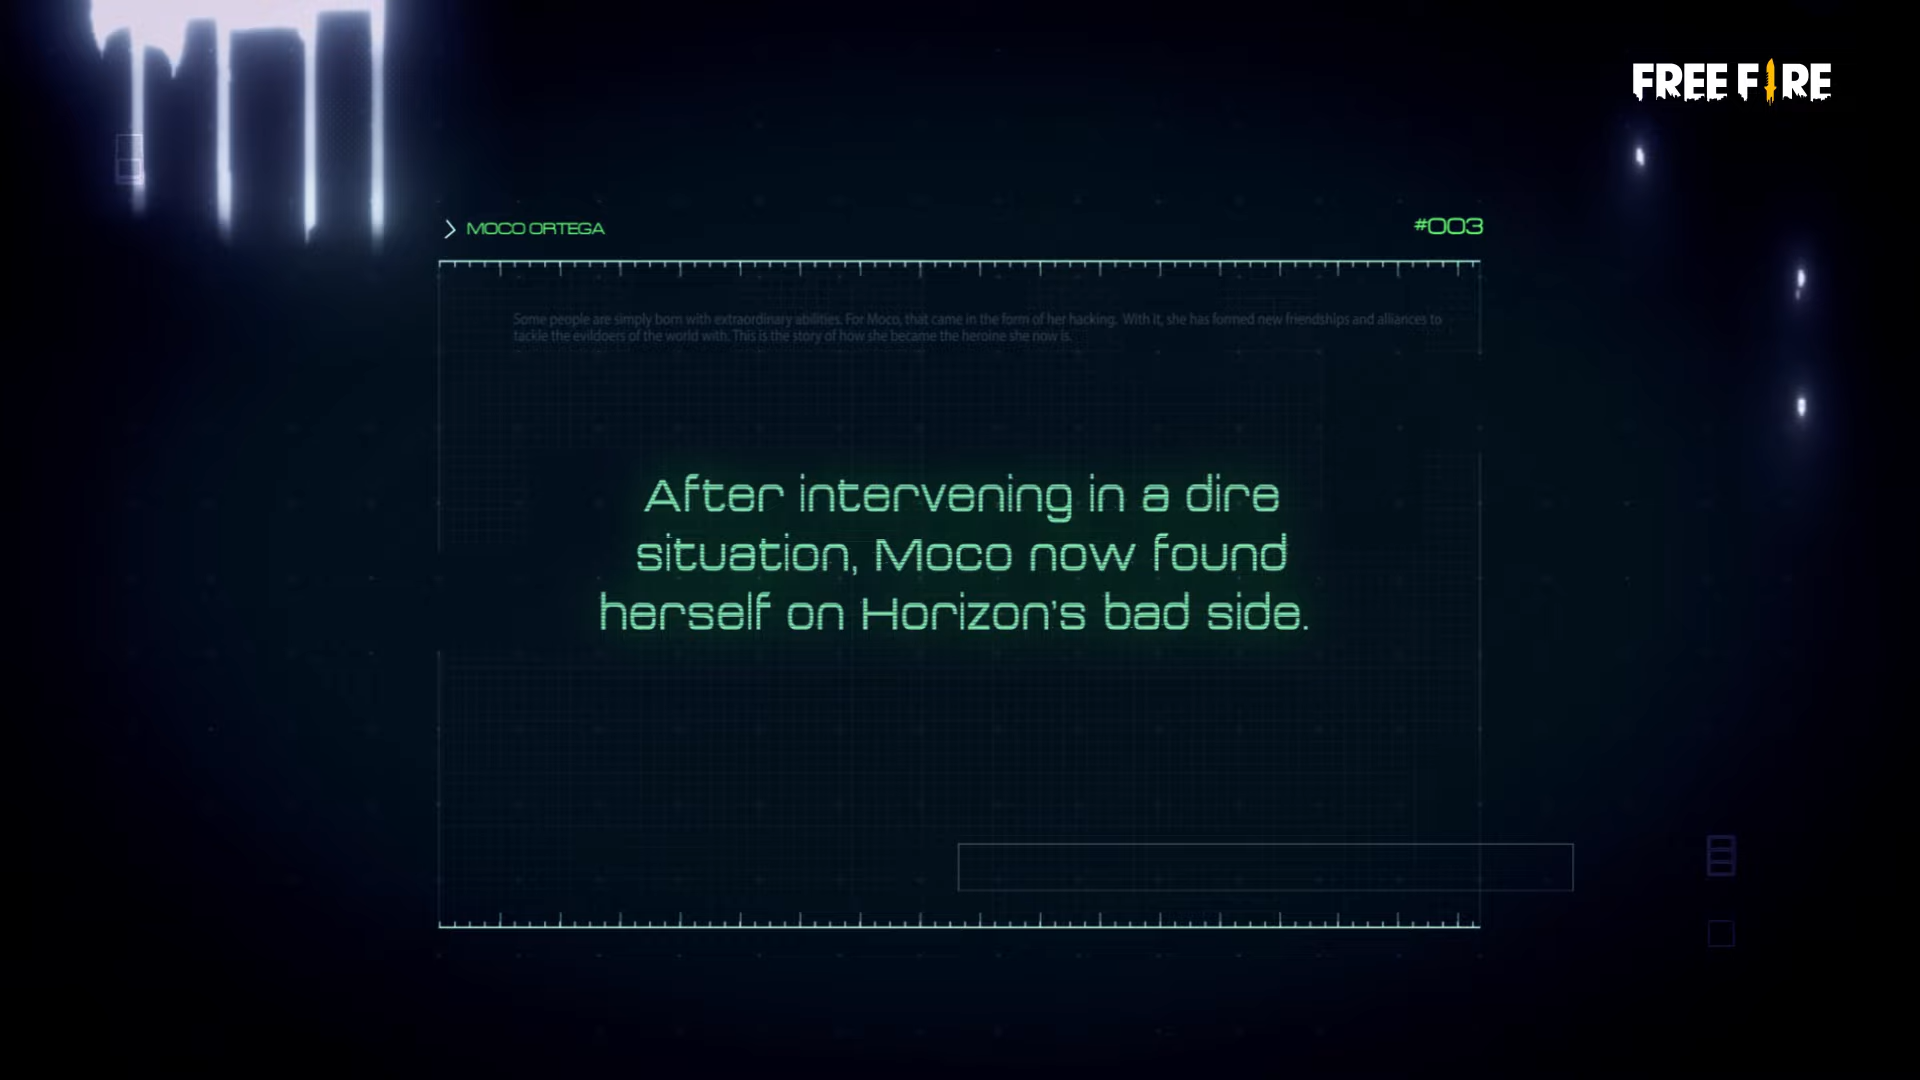 FREE FIRE
MOCO ORTEGA
#003
Some people are simply born with extraordinary abilities. For Moco, that came in the form of her hacking. With it, she has formed new friendships and alliances to
tackle the evildoers of the world with. This is the story of how she became the heroine she now is.
After intervening in a dire
situation, Moco now found
herself on Horizon's bad side.